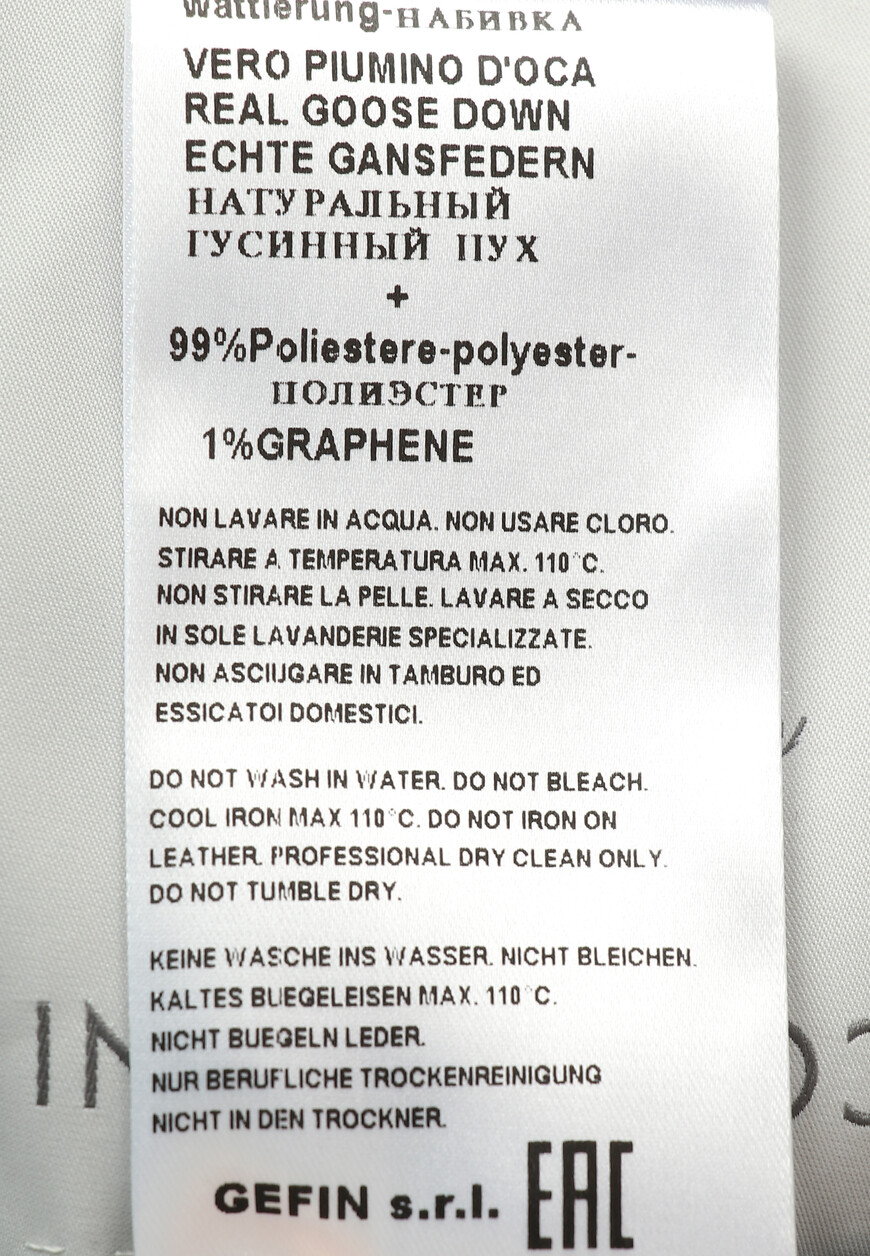 wattierung-НАБИВКА
VERO PIUMINO D'OCA
REAL GOOSE DOWN
ECHTE GANSFEDERN
НАТУРАЛЬНЫЙ
ГУСИННЫЙ ПУХ
+
99%Poliestere-polyester-
ПОЛИЭСТЕР
1%GRAPHENE
NON LAVARE IN ACQUA. NON USARE CLORO.
STIRARE A TEMPERATURA MAX. 110°C.
NON STIRARE LA PELLE. LAVARE A SECCO
IN SOLE LAVANDERIE SPECIALIZZATE.
NON ASCIUGARE IN TAMBURO ED
ESSICATOI DOMESTICI.
DO NOT WASH IN WATER. DO NOT BLEACH.
COOL IRON MAX 110°C. DO NOT IRON ON
LEATHER. PROFESSIONAL DRY CLEAN ONLY.
DO NOT TUMBLE DRY.
KEINE WASCHE INS WASSER. NICHT BLEICHEN.
KALTES BUEGELEISEN MAX. 110°C.
NICHT BUEGELN LEDER.
NUR BERUFLICHE TROCKENREINIGUNG
NICHT IN DEN TROCKNER.
GEFIN s.r.l. EAC